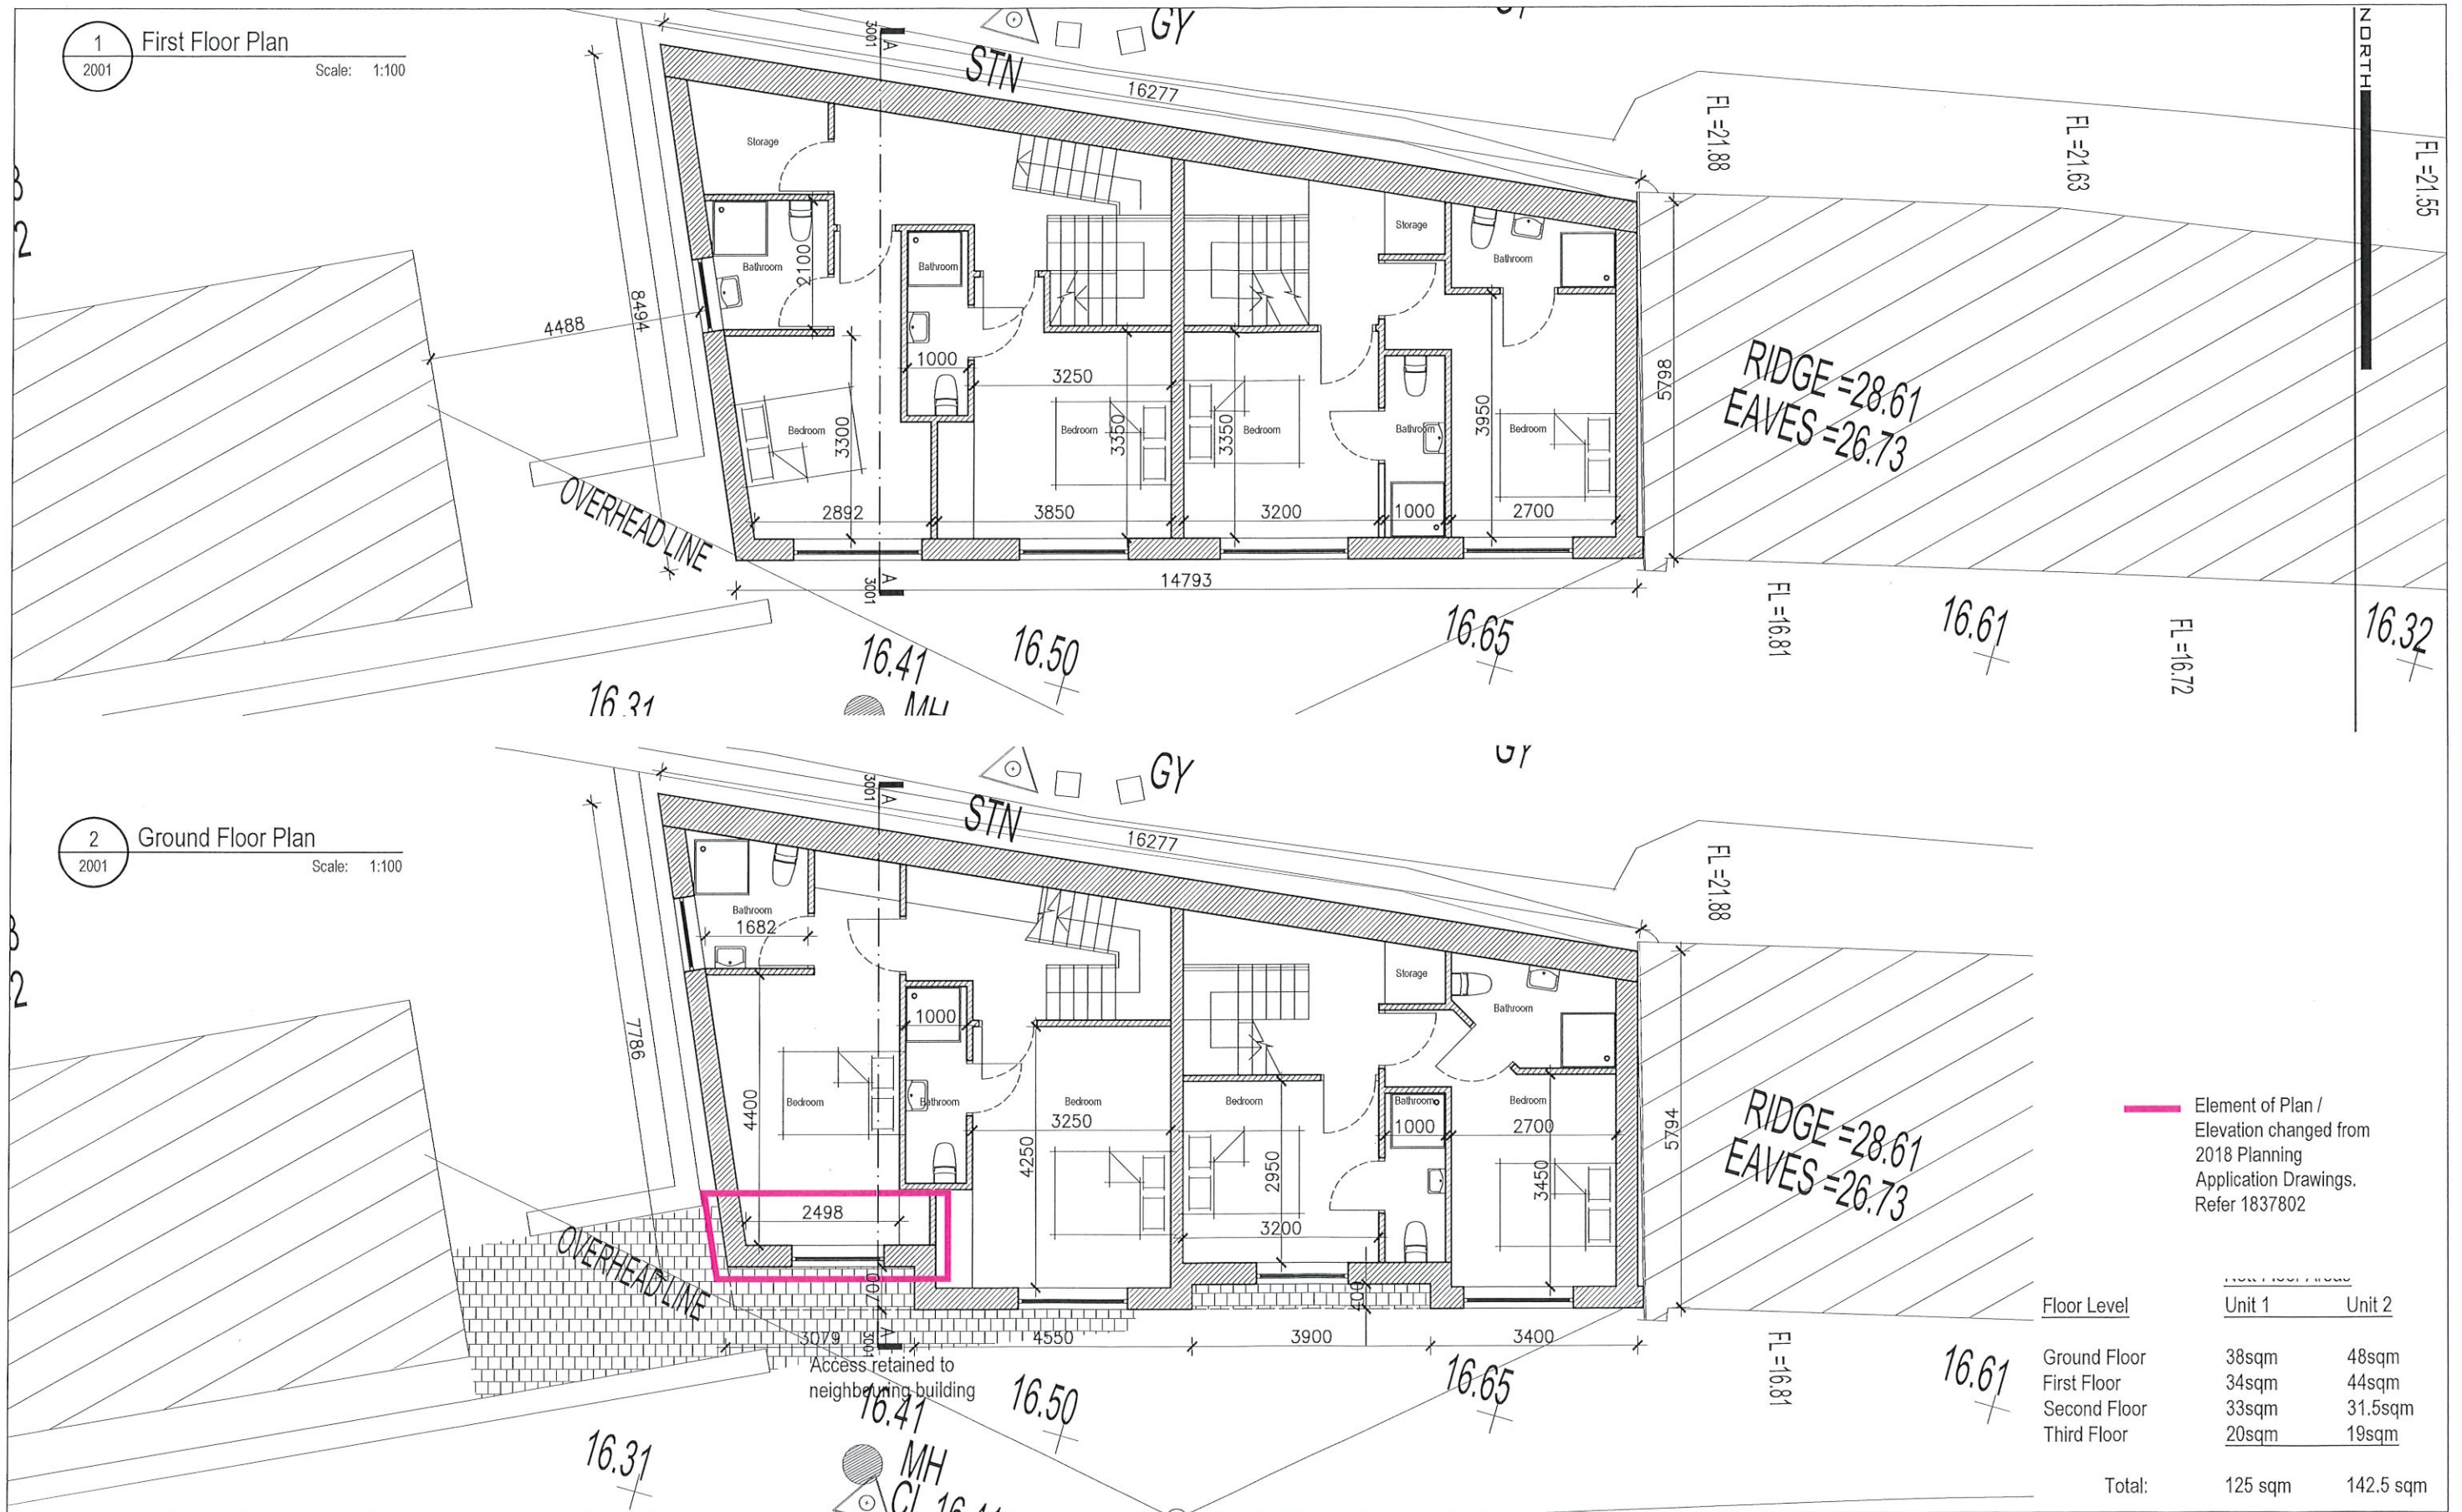 1
2001
First Floor Plan
Scale: 1:100
3001
A
STN
GY
16277
NORTH
FL=21.88
FL=21.63
FL=21.55
Storage
Bathroom
2100
Bathroom
1000
Storage
Bathroom
4488
8494
3250
Bedroom
3300
Bedroom
3350
3350
Bedroom
Bathroom
3950
Bedroom
5798
RIDGE =28.61
EAVES =26.73
2892
3850
3200
1000
2700
OVERHEAD LINE
3001
A
14793
16.41
16.50
16.65
FL=16.81
16.61
FL=16.72
16.32
16.31
MH
2
2001
Ground Floor Plan
Scale: 1:100
3001
A
STN
GY
GY
16277
FL=21.88
Bathroom
1682
Storage
Bathroom
1000
7786
4400
Bedroom
Bathroom
Bedroom
3250
4250
Bedroom
2950
Bathroom
1000
Bedroom
2700
3450
3200
5794
RIDGE =28.61
EAVES =26.73
2498
OVERHEAD LINE
700
400
3079
3001
A
4550
3900
3400
Access retained to
neighbouring building
16.41
16.50
16.65
FL=16.81
16.61
16.31
MH
Element of Plan /
Elevation changed from
2018 Planning
Application Drawings.
Refer 1837802
Floor Level Unit 1 Unit 2
Ground Floor 38sqm 48sqm
First Floor 34sqm 44sqm
Second Floor 33sqm 31.5sqm
Third Floor 20sqm 19sqm
Total: 125 sqm 142.5 sqm